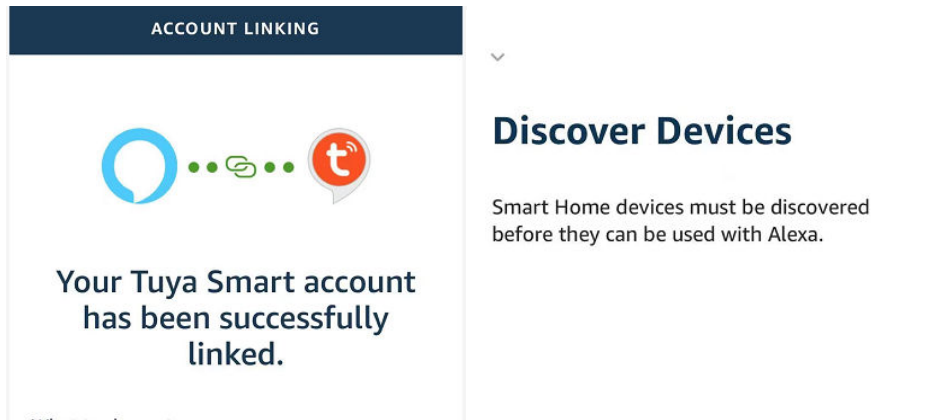 ACCOUNT LINKING
Your Tuya Smart account
has been successfully
linked.
Discover Devices
Smart Home devices must be discovered
before they can be used with Alexa.